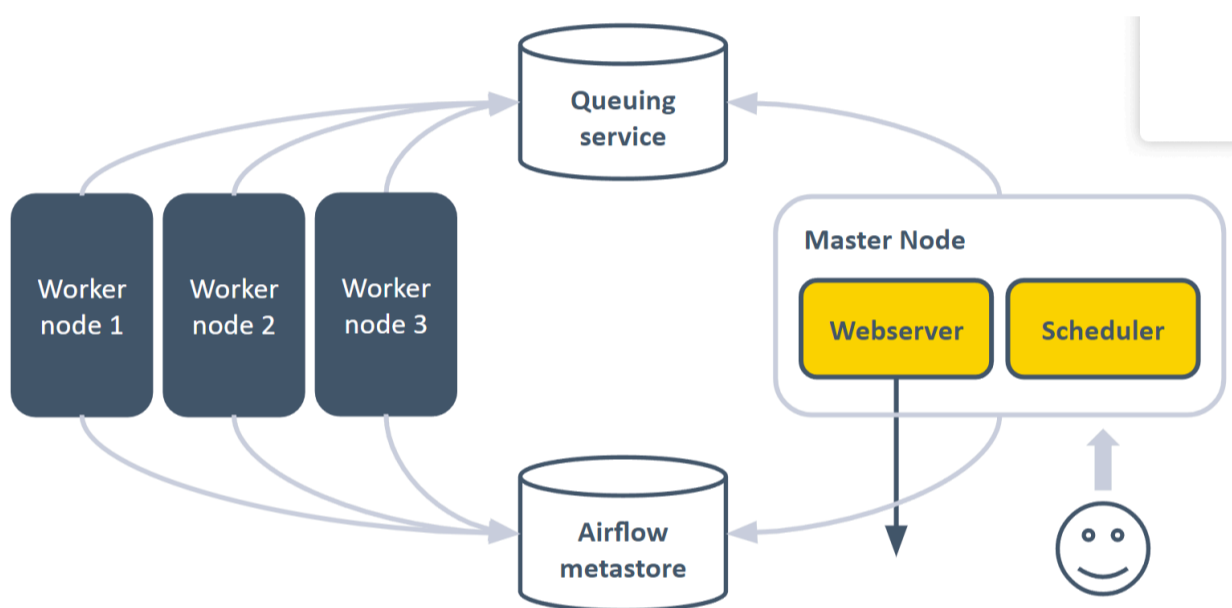 Queuing
service
Worker
node 1
Worker
node 2
Worker
node 3
Master Node
Webserver
Scheduler
Airflow
metastore